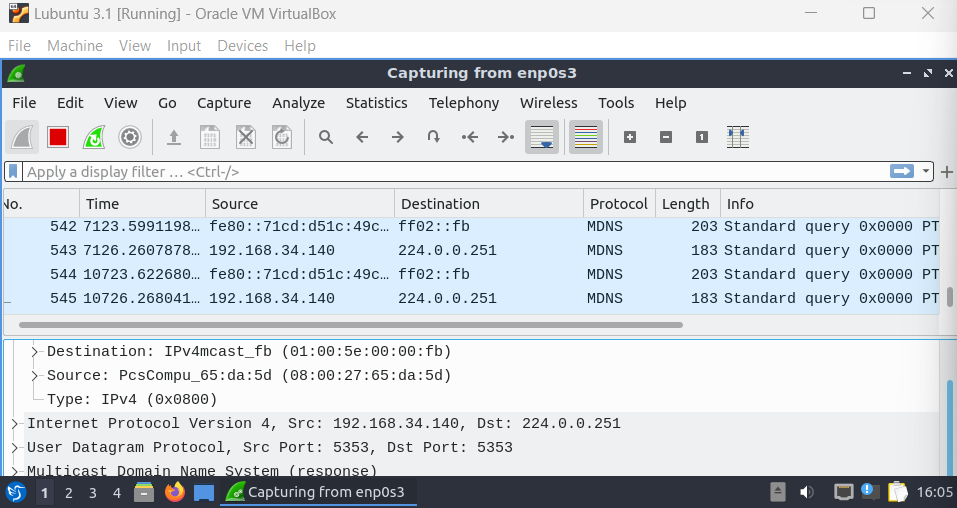 Lubuntu 3.1 [Running] - Oracle VM VirtualBox
File Machine View Input Devices Help
Capturing from enp0s3
File Edit View Go Capture Analyze Statistics Telephony Wireless Tools Help
Apply a display filter … <Ctrl-/>
No. Time Source Destination Protocol Length Info
542 7123.5991198… fe80::71cd:d51c:49c… ff02::fb MDNS 203 Standard query 0x0000 PT
543 7126.2607878… 192.168.34.140 224.0.0.251 MDNS 183 Standard query 0x0000 PT
544 10723.622680… fe80::71cd:d51c:49c… ff02::fb MDNS 203 Standard query 0x0000 PT
545 10726.268041… 192.168.34.140 224.0.0.251 MDNS 183 Standard query 0x0000 PT
Destination: IPv4mcast_fb (01:00:5e:00:00:fb)
Source: PcsCompu_65:da:5d (08:00:27:65:da:5d)
Type: IPv4 (0x0800)
Internet Protocol Version 4, Src: 192.168.34.140, Dst: 224.0.0.251
User Datagram Protocol, Src Port: 5353, Dst Port: 5353
Multicast Domain Name System (response)
1 2 3 4 Capturing from enp0s3 16:05